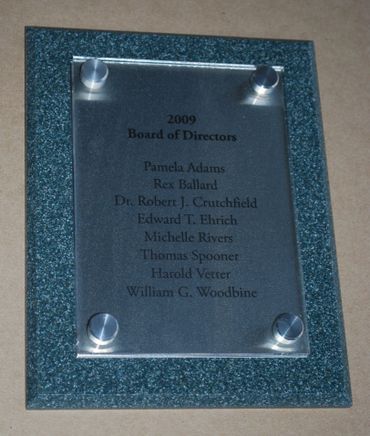 2009
Board of Directors
Pamela Adams
Rex Ballard
Dr. Robert J. Crutchfield
Edward T. Ehrich
Michelle Rivers
Thomas Spooner
Harold Vetter
William G. Woodbine